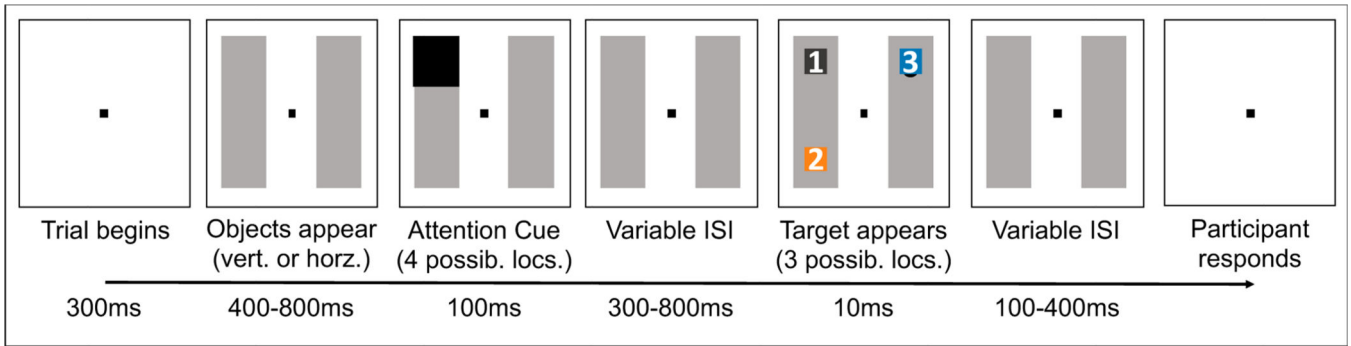 1
3
2
Trial begins
Objects appear
(vert. or horz.)
Attention Cue
(4 possib. locs.)
Variable ISI
Target appears
(3 possib. locs.)
Variable ISI
Participant
responds
300ms
400-800ms
100ms
300-800ms
10ms
100-400ms